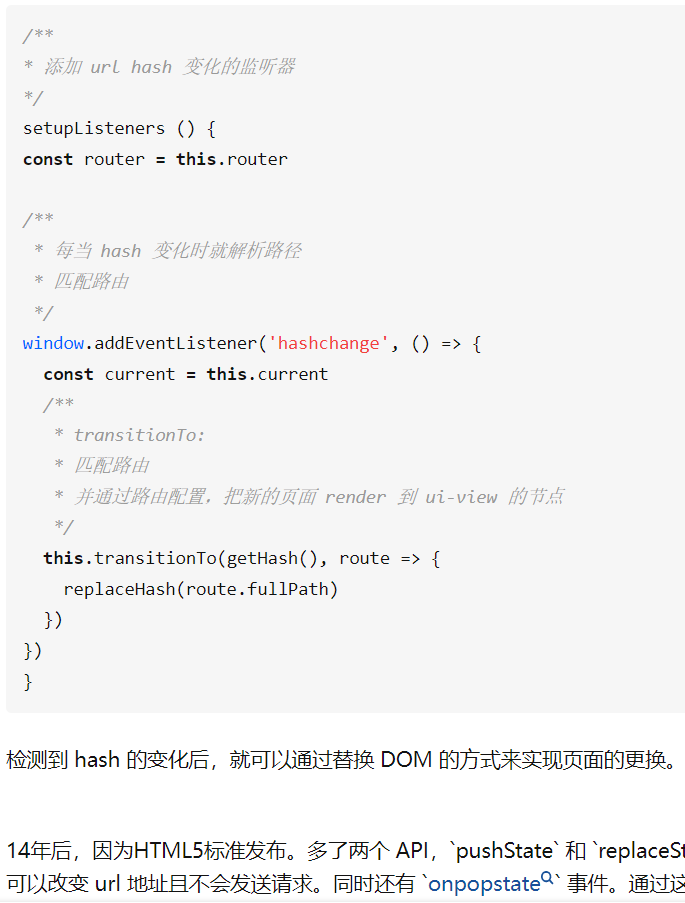 /**
* 添加 url hash 变化的监听器
*/
setupListeners () {
const router = this.router
/**
* 每当 hash 变化时就解析路径
* 匹配路由
*/
window.addEventListener('hashchange', () => {
const current = this.current
/**
* transitionTo:
* 匹配路由
* 并通过路由配置，把新的页面 render 到 ui-view 的节点
*/
this.transitionTo(getHash(), route => {
replaceHash(route.fullPath)
})
})
}
检测到 hash 的变化后，就可以通过替换 DOM 的方式来实现页面的更换。
14年后，因为HTML5标准发布。多了两个 API，`pushState` 和 `replaceSt
可以改变 url 地址且不会发送请求。同时还有 `onpopstate` 事件。通过这